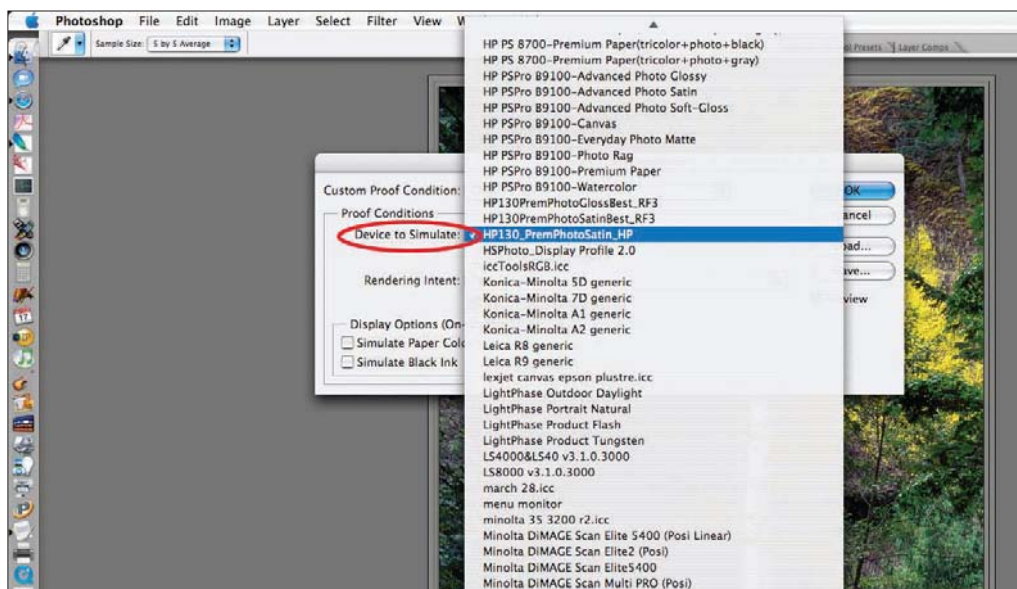 Photoshop File Edit Image Layer Select Filter View
Sample Size: 5 by 5 Average
Layer Comps
HP PS 8700-Premium Paper(tricolor+photo+black)
HP PS 8700-Premium Paper(tricolor+photo+gray)
HP PSPro B9100-Advanced Photo Glossy
HP PSPro B9100-Advanced Photo Satin
HP PSPro B9100-Advanced Photo Soft-Gloss
HP PSPro B9100-Canvas
HP PSPro B9100-Everyday Photo Matte
HP PSPro B9100-Photo Rag
HP PSPro B9100-Premium Paper
HP PSPro B9100-Watercolor
HP130PremPhotoGlossBest_RF3
HP130PremPhotoSatinBest_RF3
HP130_PremPhotoSatin_HP
HSPhoto_Display Profile 2.0
iccToolsRGB.icc
Konica-Minolta 5D generic
Konica-Minolta 7D generic
Konica-Minolta A1 generic
Konica-Minolta A2 generic
Leica R8 generic
Leica R9 generic
lexjet canvas epson plustre.icc
LightPhase Outdoor Daylight
LightPhase Portrait Natural
LightPhase Product Flash
LightPhase Product Tungsten
LS4000&LS40 v3.1.0.3000
LS8000 v3.1.0.3000
march 28.icc
menu monitor
minolta 35 3200 r2.icc
Minolta DiMAGE Scan Elite 5400 (Posi Linear)
Minolta DiMAGE Scan Elite2 (Posi)
Minolta DiMAGE Scan Elite5400
Minolta DiMAGE Scan Multi PRO (Posi)
Custom Proof Condition:
Proof Conditions
Device to Simulate:
Rendering Intent:
Display Options (On-
Simulate Paper Colo
Simulate Black Ink
OK
ancel
oad...
ave...
view
17